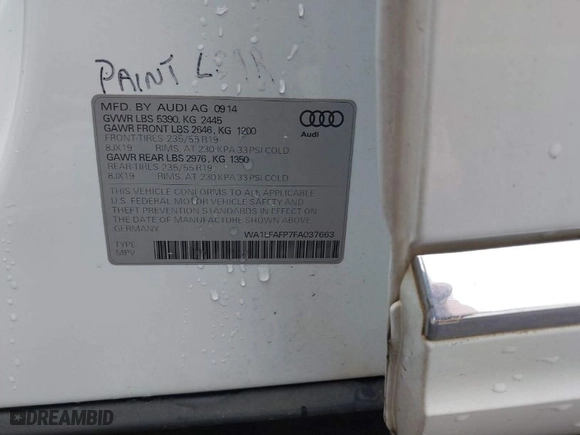 PAINT
MFD. BY AUDI AG 09 14
GVWR LBS 5390, KG 2445
GAWR FRONT LBS 2646, KG 1200
FRONT-TIRES 235/55 R19
8JX19 RIMS, AT 230 KPA 33 PSI COLD
GAWR REAR LBS 2976, KG 1350
REAR-TIRES 235/55 R19
8JX19 RIMS, AT 230 KPA 33 PSI COLD
Audi
THIS VEHICLE CONFORMS TO ALL APPLICABLE
U.S. FEDERAL MOTOR VEHICLE SAFETY AND
THEFT PREVENTION STANDARDS IN EFFECT ON
THE DATE OF MANUFACTURE SHOWN ABOVE.
GERMANY
WA1LFAFP7FA037663
TYPE:
MPV
DREAMBID